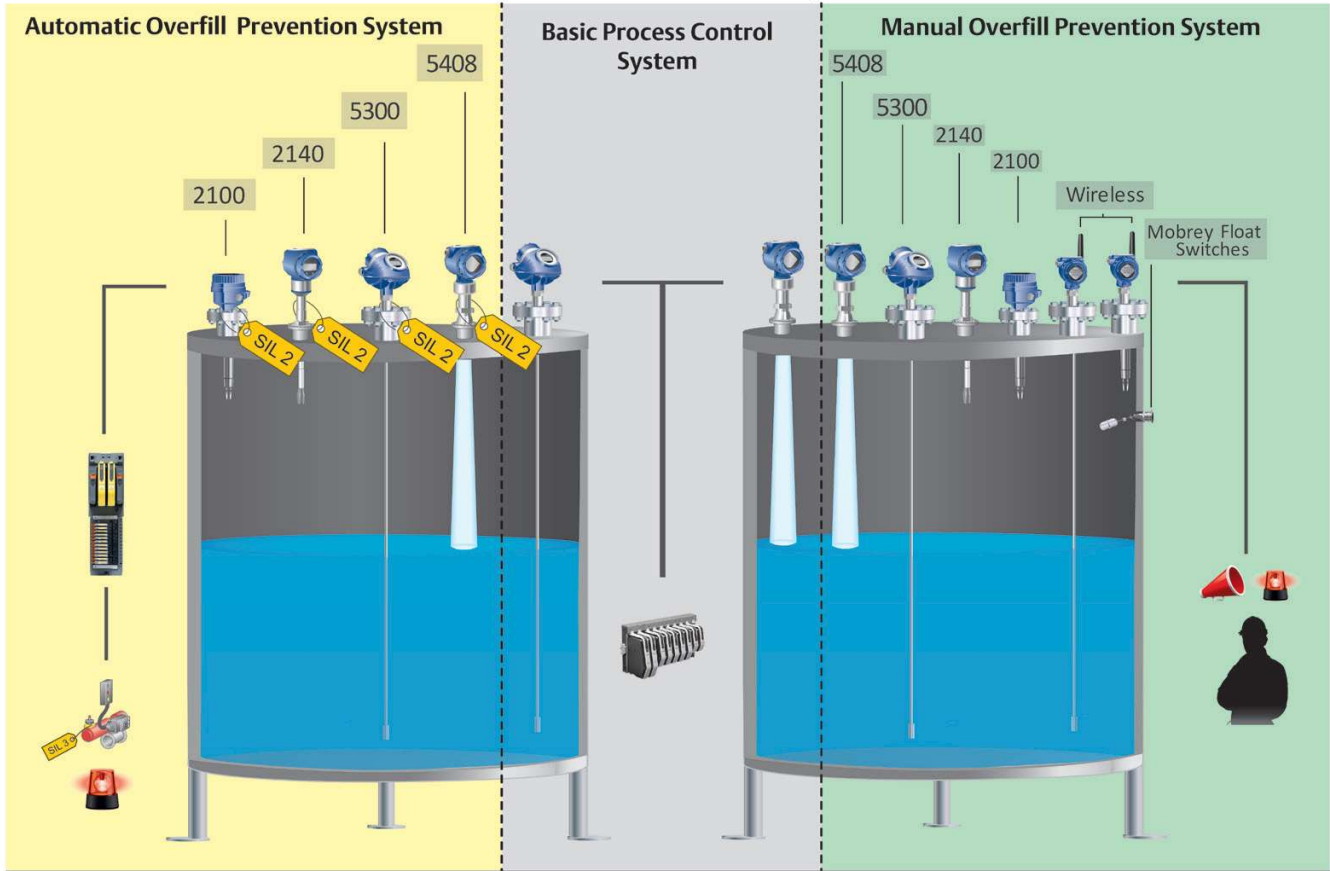 Automatic Overfill Prevention System
5408
5300
2140
2100
SIL 2
SIL 2
SIL 2
SIL 2
SIL 3
Basic Process Control
System
Manual Overfill Prevention System
5408
5300
2140
2100
Wireless
Mobrey Float
Switches